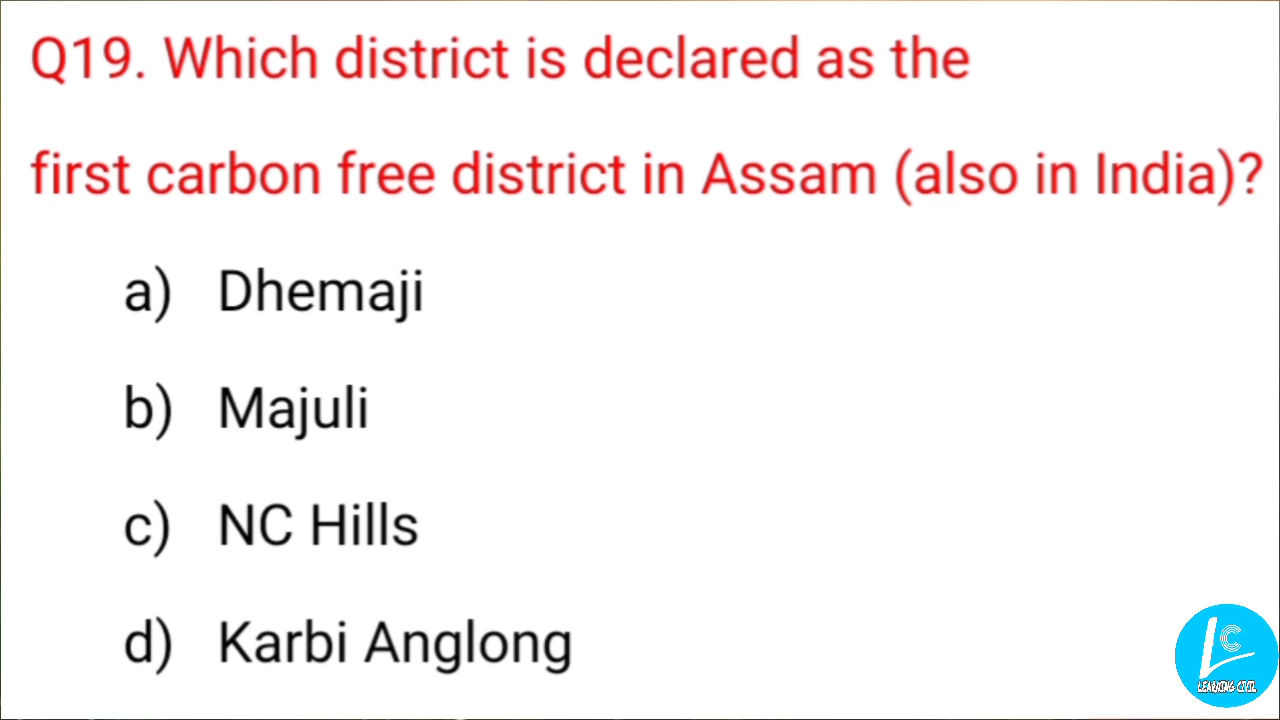 Q19. Which district is declared as the
first carbon free district in Assam (also in India)?
a) Dhemaji
b) Majuli
c) NC Hills
d) Karbi Anglong
LC
LEARNING CIVIL